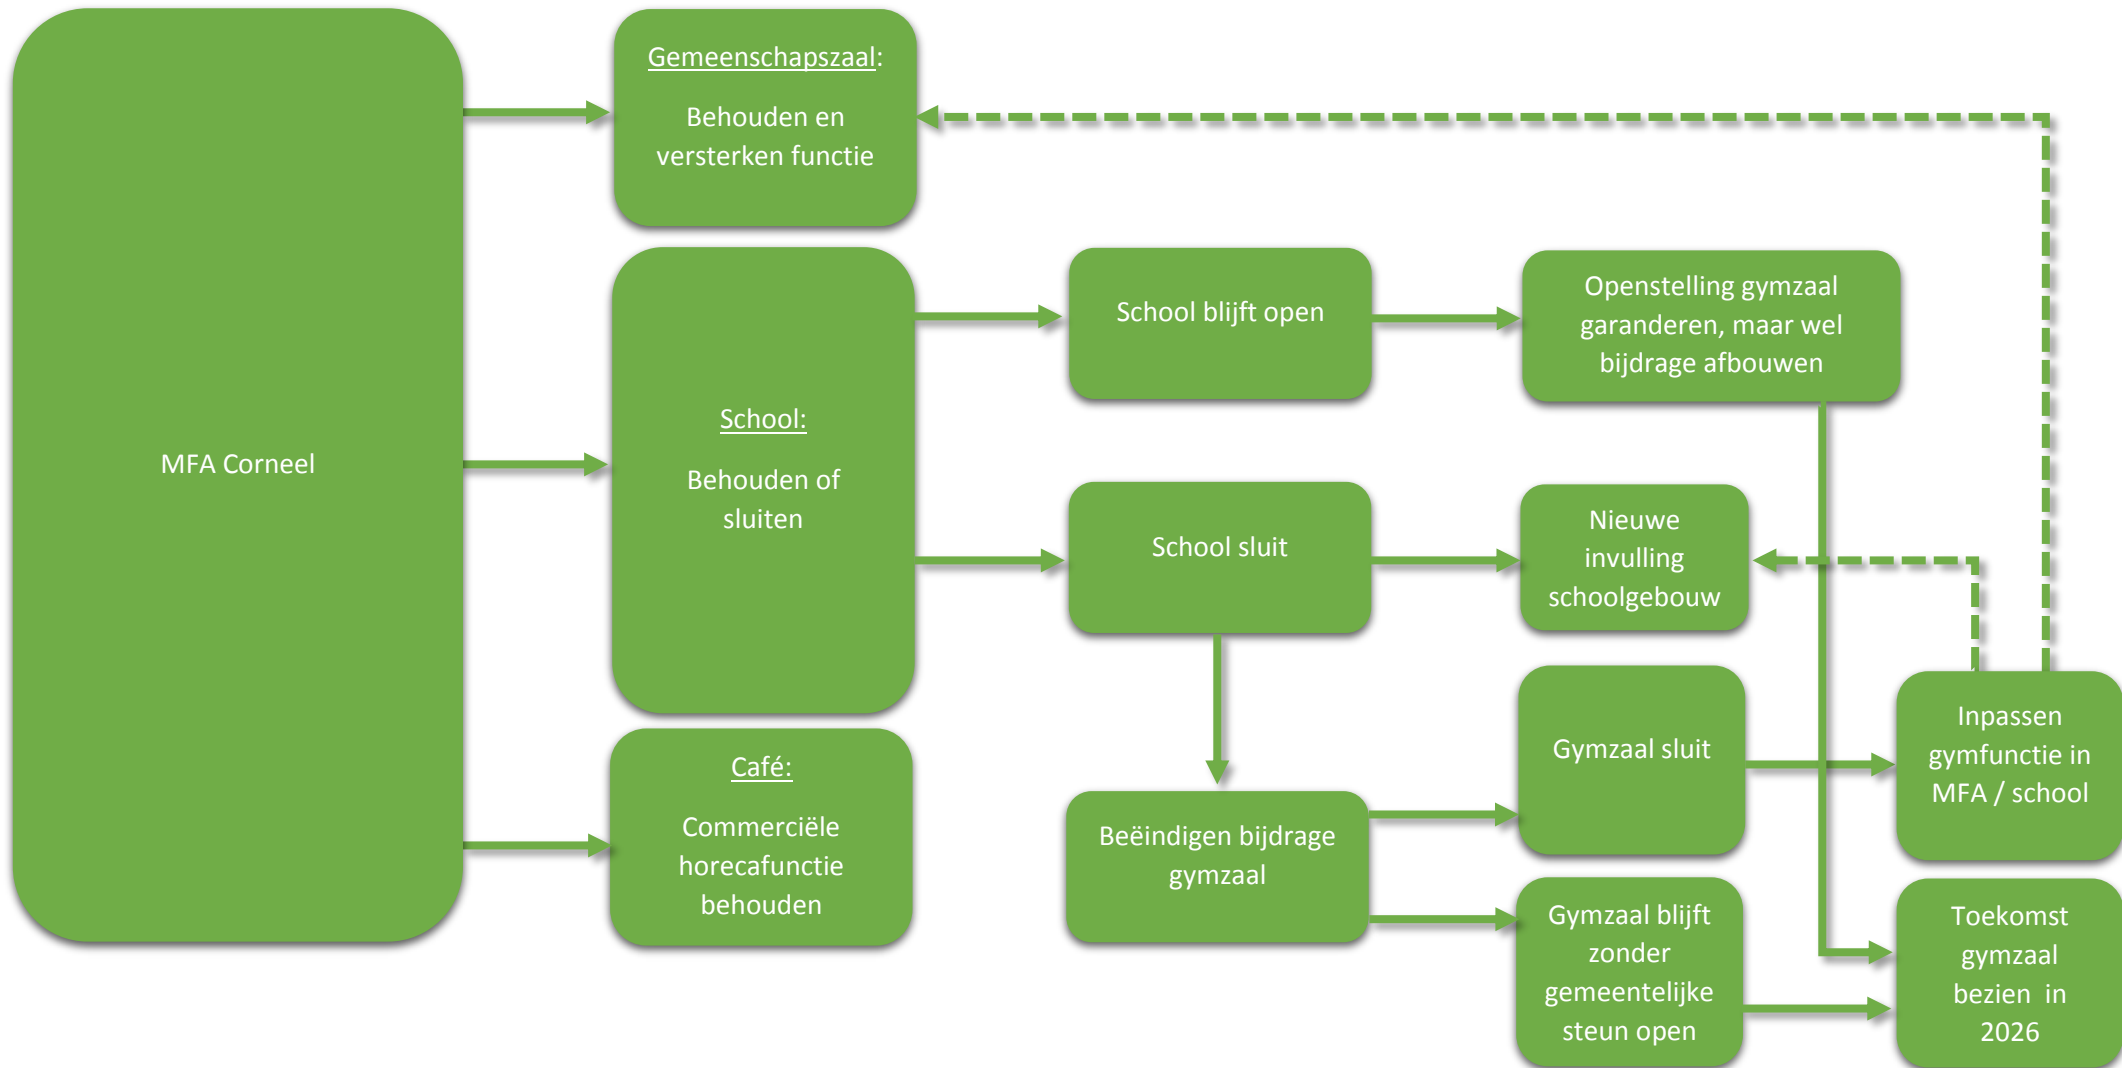 MFA Corneel
Gemeenschapszaal:
Behouden en
versterken functie
School:
Behouden of
sluiten
Café:
Commerciële
horecafunctie
behouden
School blijft open
Openstelling gymzaal
garanderen, maar wel
bijdrage afbouwen
School sluit
Nieuwe
invulling
schoolgebouw
Beëindigen bijdrage
gymzaal
Gymzaal sluit
Inpassen
gymfunctie in
MFA / school
Gymzaal blijft
zonder
gemeentelijke
steun open
Toekomst
gymzaal
bezien in
2026